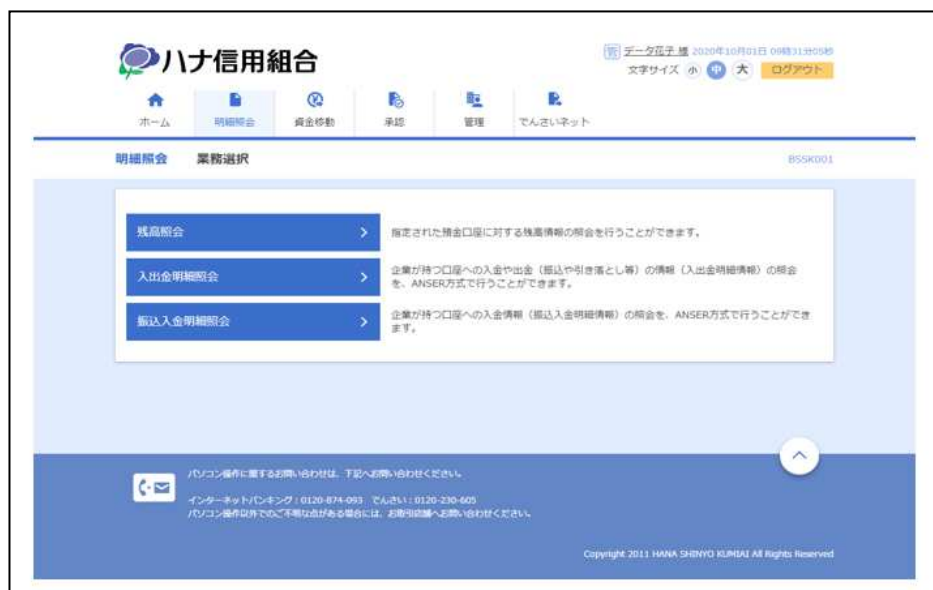 ハナ信用組合
データ花子 様 2020年10月01日 09時31分05秒
文字サイズ 小 中 大 ログアウト
ホーム 明細照会 資金移動 承認 管理 でんさいネット
明細照会 業務選択 BSSK001
残高照会 指定された預金口座に対する残高情報の照会を行うことができます。
入出金明細照会 企業が持つ口座への入金や出金（振込や引き落とし等）の情報（入出金明細情報）の照会
を、ANSER方式で行うことができます。
振込入金明細照会 企業が持つ口座への入金情報（振込入金明細情報）の照会を、ANSER方式で行うことができ
ます。
パソコン操作に関するお問い合わせは、下記へお問い合わせください。
インターネットバンキング：0120-874-093 でんさい：0120-230-605
パソコン操作以外でのご不明な点がある場合には、お取引店舗へお問い合わせください。
Copyright 2011 HANA SHINYO KUMIAI All Rights Reserved